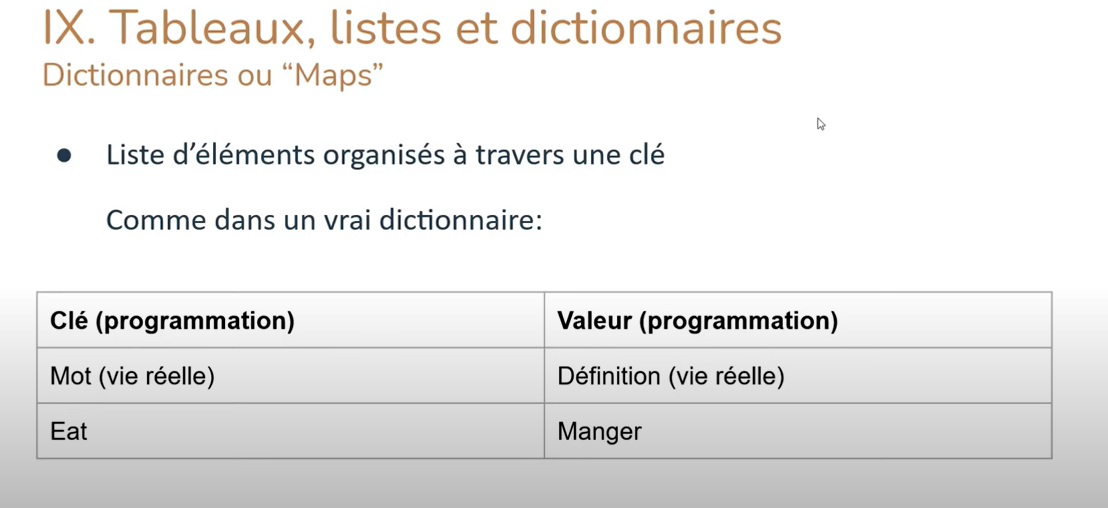 IX. Tableaux, listes et dictionnaires
Dictionnaires ou “Maps”
● Liste d’éléments organisés à travers une clé
Comme dans un vrai dictionnaire:
Clé (programmation) Valeur (programmation)
Mot (vie réelle) Définition (vie réelle)
Eat Manger